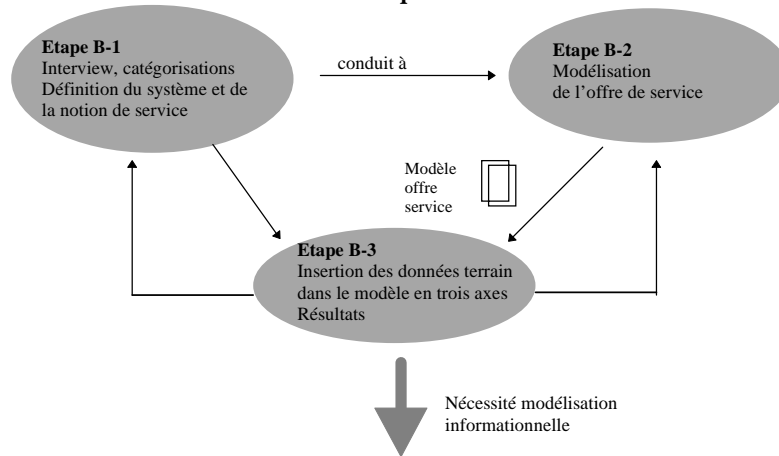 Etape B-1
Interview, catégorisations
Définition du système et de
la notion de service
conduit à
Etape B-2
Modélisation
de l'offre de service
Modèle
offre
service
Etape B-3
Insertion des données terrain
dans le modèle en trois axes
Résultats
Nécessité modélisation
informationnelle